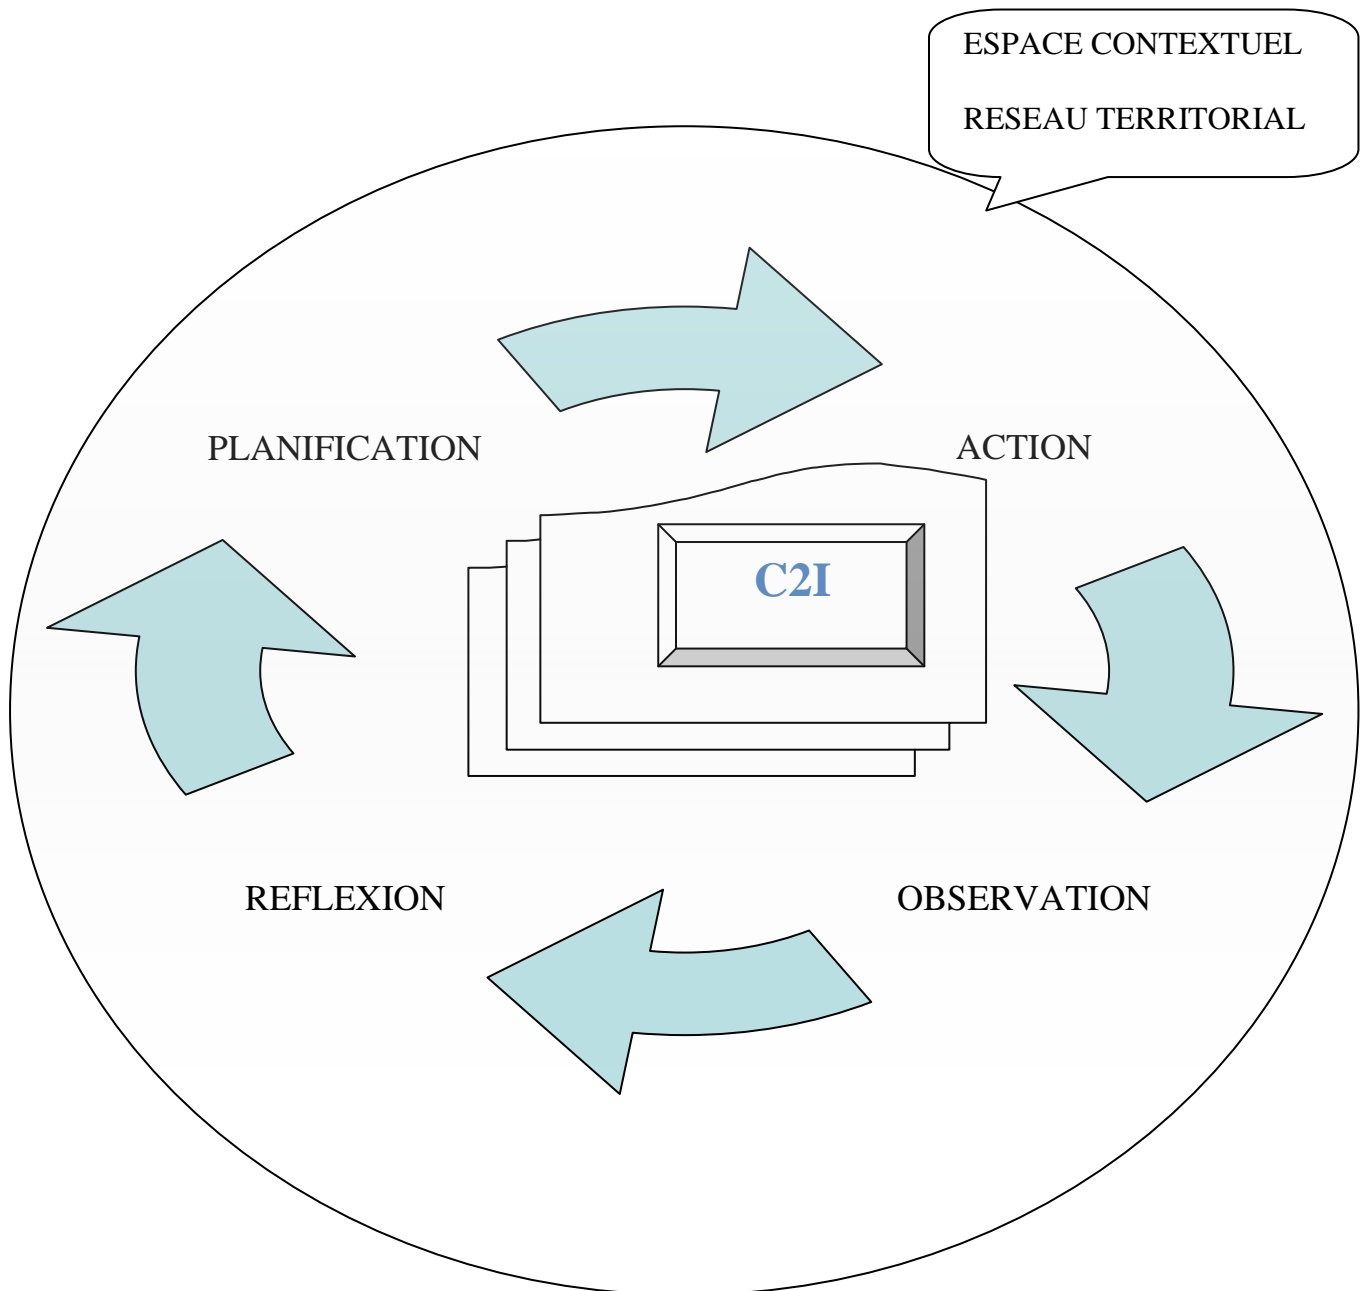 ESPACE CONTEXTUEL
RESEAU TERRITORIAL
PLANIFICATION
ACTION
C2I
REFLEXION
OBSERVATION